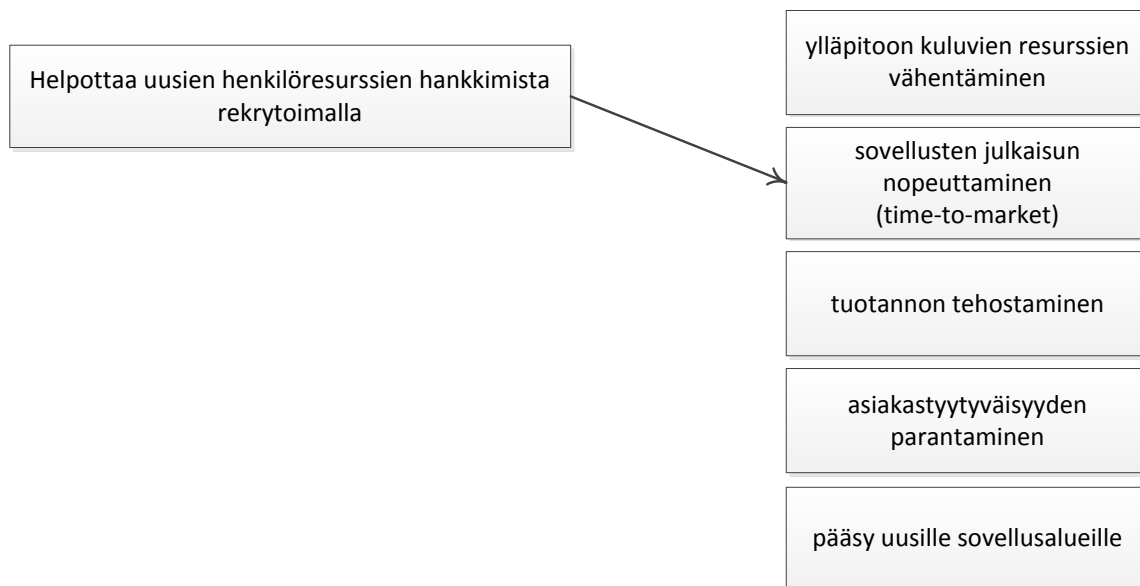 Helpottaa uusien henkilöresurssien hankkimista
rekrytoimalla
ylläpitoon kuluvien resurssien
vähentäminen
sovellusten julkaisun
nopeuttaminen
(time-to-market)
tuotannon tehostaminen
asiakastyytyväisyyden
parantaminen
pääsy uusille sovellusalueille